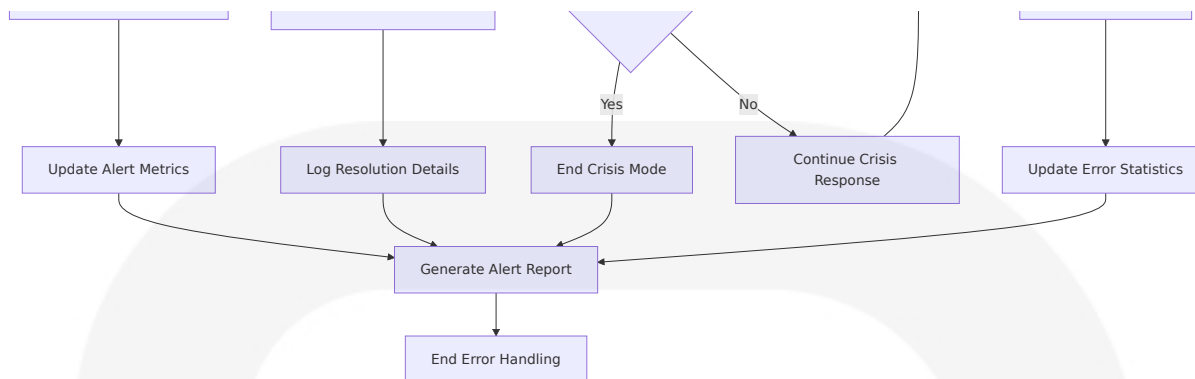 Yes
No
Update Alert Metrics
Log Resolution Details
End Crisis Mode
Continue Crisis
Response
Update Error Statistics
Generate Alert Report
End Error Handling